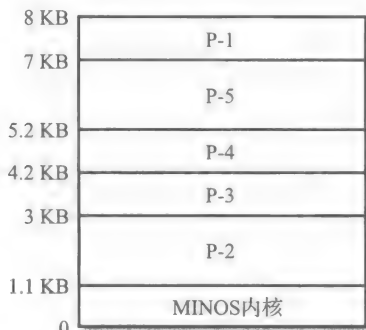 8 KB
P-1
7 KB
P-5
5.2 KB
P-4
4.2 KB
P-3
3 KB
P-2
1.1 KB
MINOS内核
0